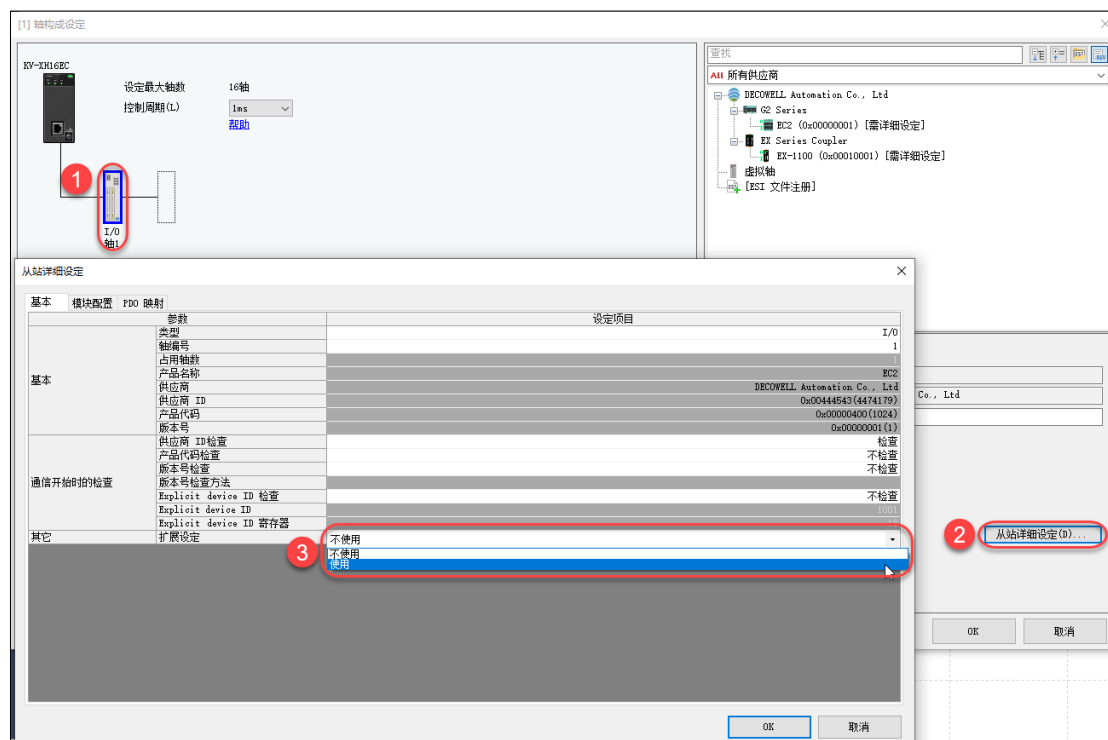 [1] 轴构成设定
KV-XH16EC
设定最大轴数 16轴
控制周期(L) 1ms
帮助
1
I/O
轴1
查找
All 所有供应商
DECOWELL Automation Co., Ltd
G2 Series
EC2 (0x00000001) [需详细设定]
EX Series Coupler
EX-1100 (0x00010001) [需详细设定]
虚拟轴
[ESI 文件注册]
从站详细设定
基本 模块配置 PDO 映射
参数 设定项目
基本
类型 I/O
轴编号 1
占用轴数 1
产品名称 EC2
供应商 DECOWELL Automation Co., Ltd
供应商 ID 0x00444543(4474179)
产品代码 0x00000400(1024)
版本号 0x00000001(1)
通信开始时的检查
供应商 ID检查 检查
产品代码检查 不检查
版本号检查 不检查
版本号检查方法
Explicit device ID 检查 不检查
Explicit device ID 1001
Explicit device ID 寄存器
其它
扩展设定 不使用
3
不使用
使用
Co., Ltd
2
从站详细设定(D)...
OK 取消
OK 取消